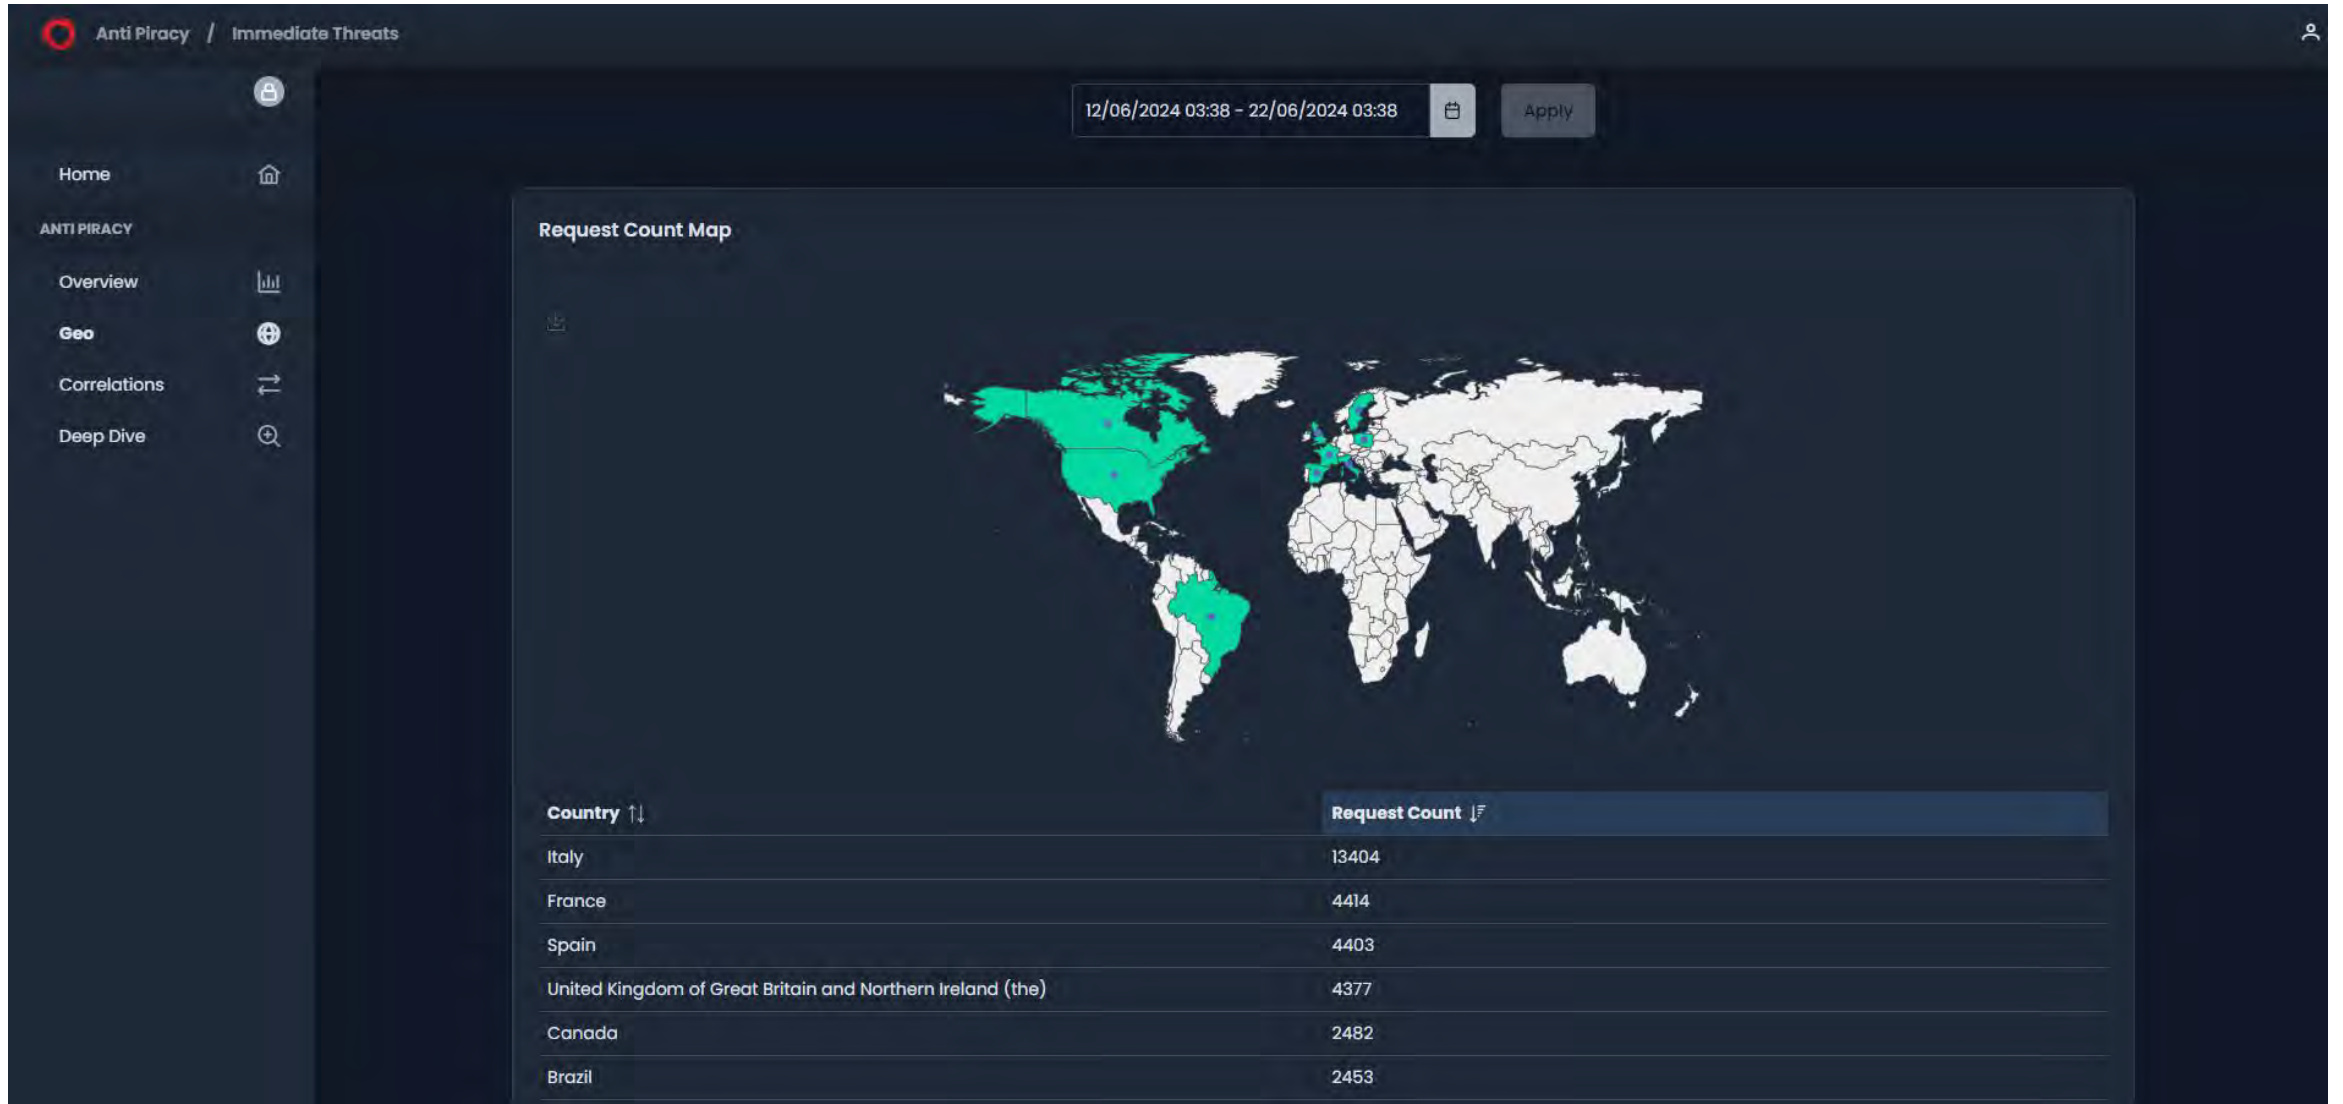 Anti Piracy / Immediate Threats
12/06/2024 03:38 - 22/06/2024 03:38
Apply
Home
ANTI PIRACY
Overview
Geo
Correlations
Deep Dive
Request Count Map
Country Request Count
Italy 13404
France 4414
Spain 4403
United Kingdom of Great Britain and Northern Ireland (the) 4377
Canada 2482
Brazil 2453